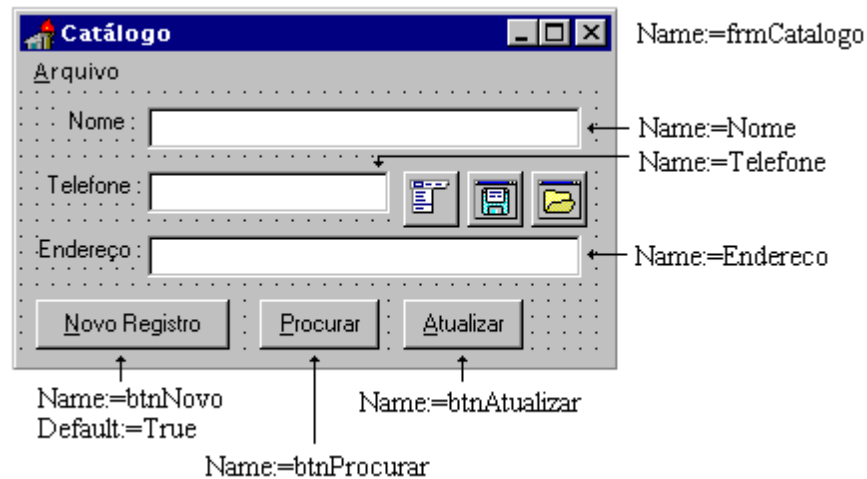 Catálogo
Name:=frmCatalogo
Arquivo
Nome :
Name:=Nome
Name:=Telefone
Telefone :
Endereço :
Name:=Endereco
Novo Registro
Procurar
Atualizar
Name:=btnNovo
Default:=True
Name:=btnAtualizar
Name:=btnProcurar